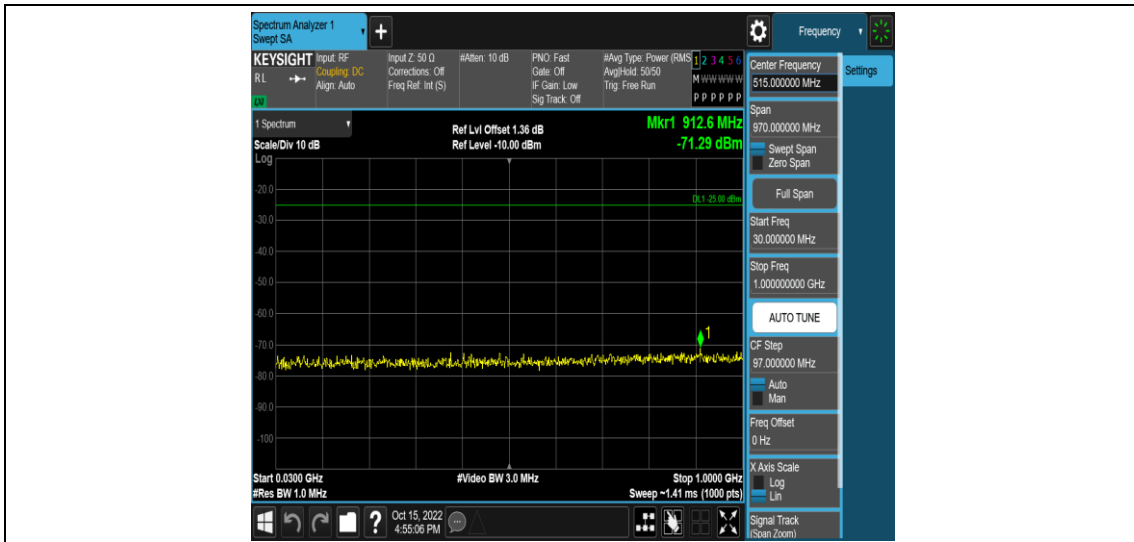 Spectrum Analyzer 1
Swept SA
+
Frequency
KEYSIGHT
RL
LXI
Input: RF
Coupling: DC
Align: Auto
Input Z: 50 Ω
Corrections: Off
Freq Ref: Int (S)
#Atten: 10 dB
PNO: Fast
Gate: Off
IF Gain: Low
Sig Track: Off
#Avg Type: Power (RMS
Avg|Hold: 50/50
Trig: Free Run
1 2 3 4 5 6
M W W W W W
P P P P P P
1 Spectrum
Scale/Div 10 dB
Log
Ref Lvl Offset 1.36 dB
Ref Level -10.00 dBm
Mkr1 912.6 MHz
-71.29 dBm
DL1 -25.00 dBm
-20.0
-30.0
-40.0
-50.0
-60.0
-70.0
-80.0
-90.0
-100
1
Start 0.0300 GHz
#Res BW 1.0 MHz
#Video BW 3.0 MHz
Stop 1.0000 GHz
Sweep ~1.41 ms (1000 pts)
Center Frequency
515.000000 MHz
Settings
Span
970.000000 MHz
Swept Span
Zero Span
Full Span
Start Freq
30.000000 MHz
Stop Freq
1.000000000 GHz
AUTO TUNE
CF Step
97.000000 MHz
Auto
Man
Freq Offset
0 Hz
X Axis Scale
Log
Lin
Signal Track
(Span Zoom)
?
Oct 15, 2022
4:55:06 PM